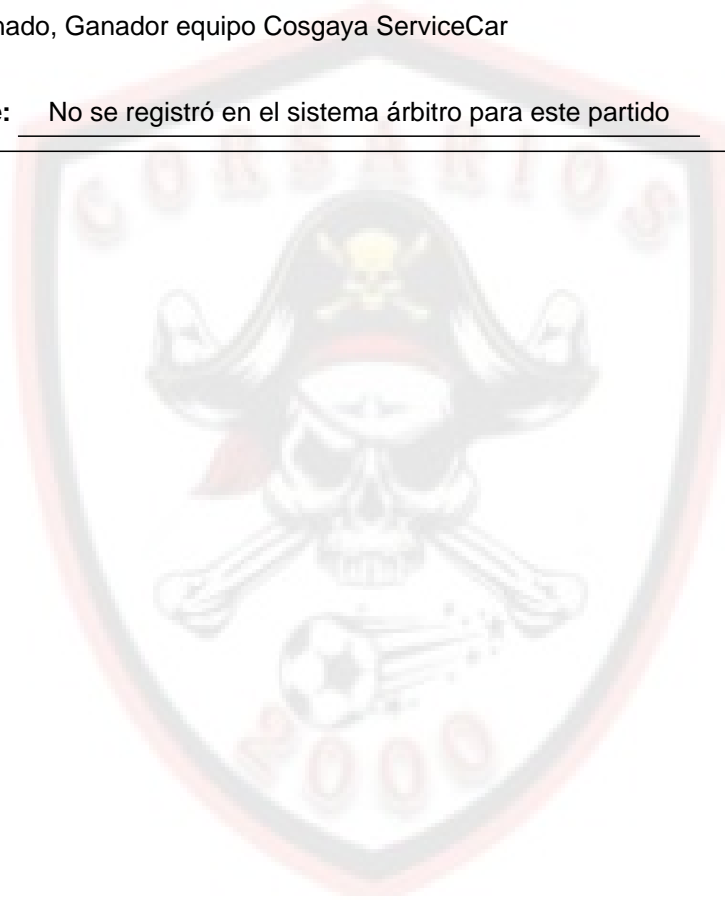 nado, Ganador equipo Cosgaya ServiceCar
e: No se registró en el sistema árbitro para este partido
CORSARIOS
2000